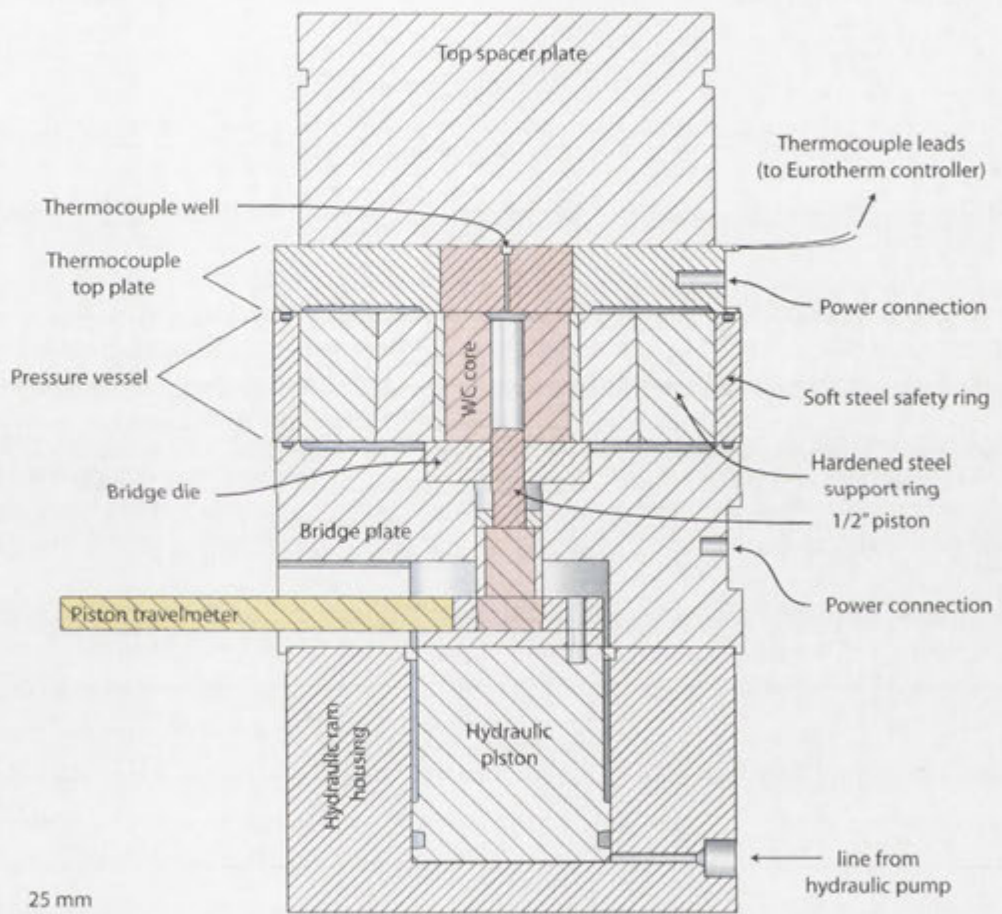 Top spacer plate
Thermocouple leads
(to Eurotherm controller)
Thermocouple well
Thermocouple
top plate
Power connection
Pressure vessel
WC core
Soft steel safety ring
Bridge die
Hardened steel
support ring
1/2" piston
Bridge plate
Piston travelmeter
Power connection
Hydraulic ram
housing
Hydraulic
piston
line from
hydraulic pump
25 mm